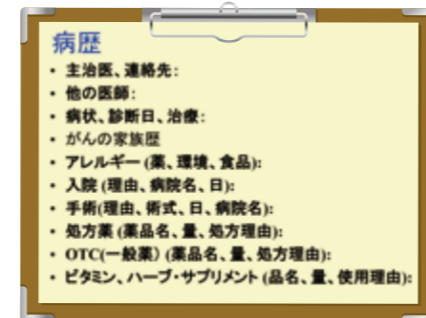 病歴
• 主治医、連絡先:
• 他の医師:
• 病状、診断日、治療:
• がんの家族歴
• アレルギー (薬、環境、食品):
• 入院 (理由、病院名、日):
• 手術(理由、術式、日、病院名):
• 処方薬 (薬品名、量、処方理由):
• OTC(一般薬) (薬品名、量、処方理由):
• ビタミン、ハーブ・サプリメント (品名、量、使用理由):